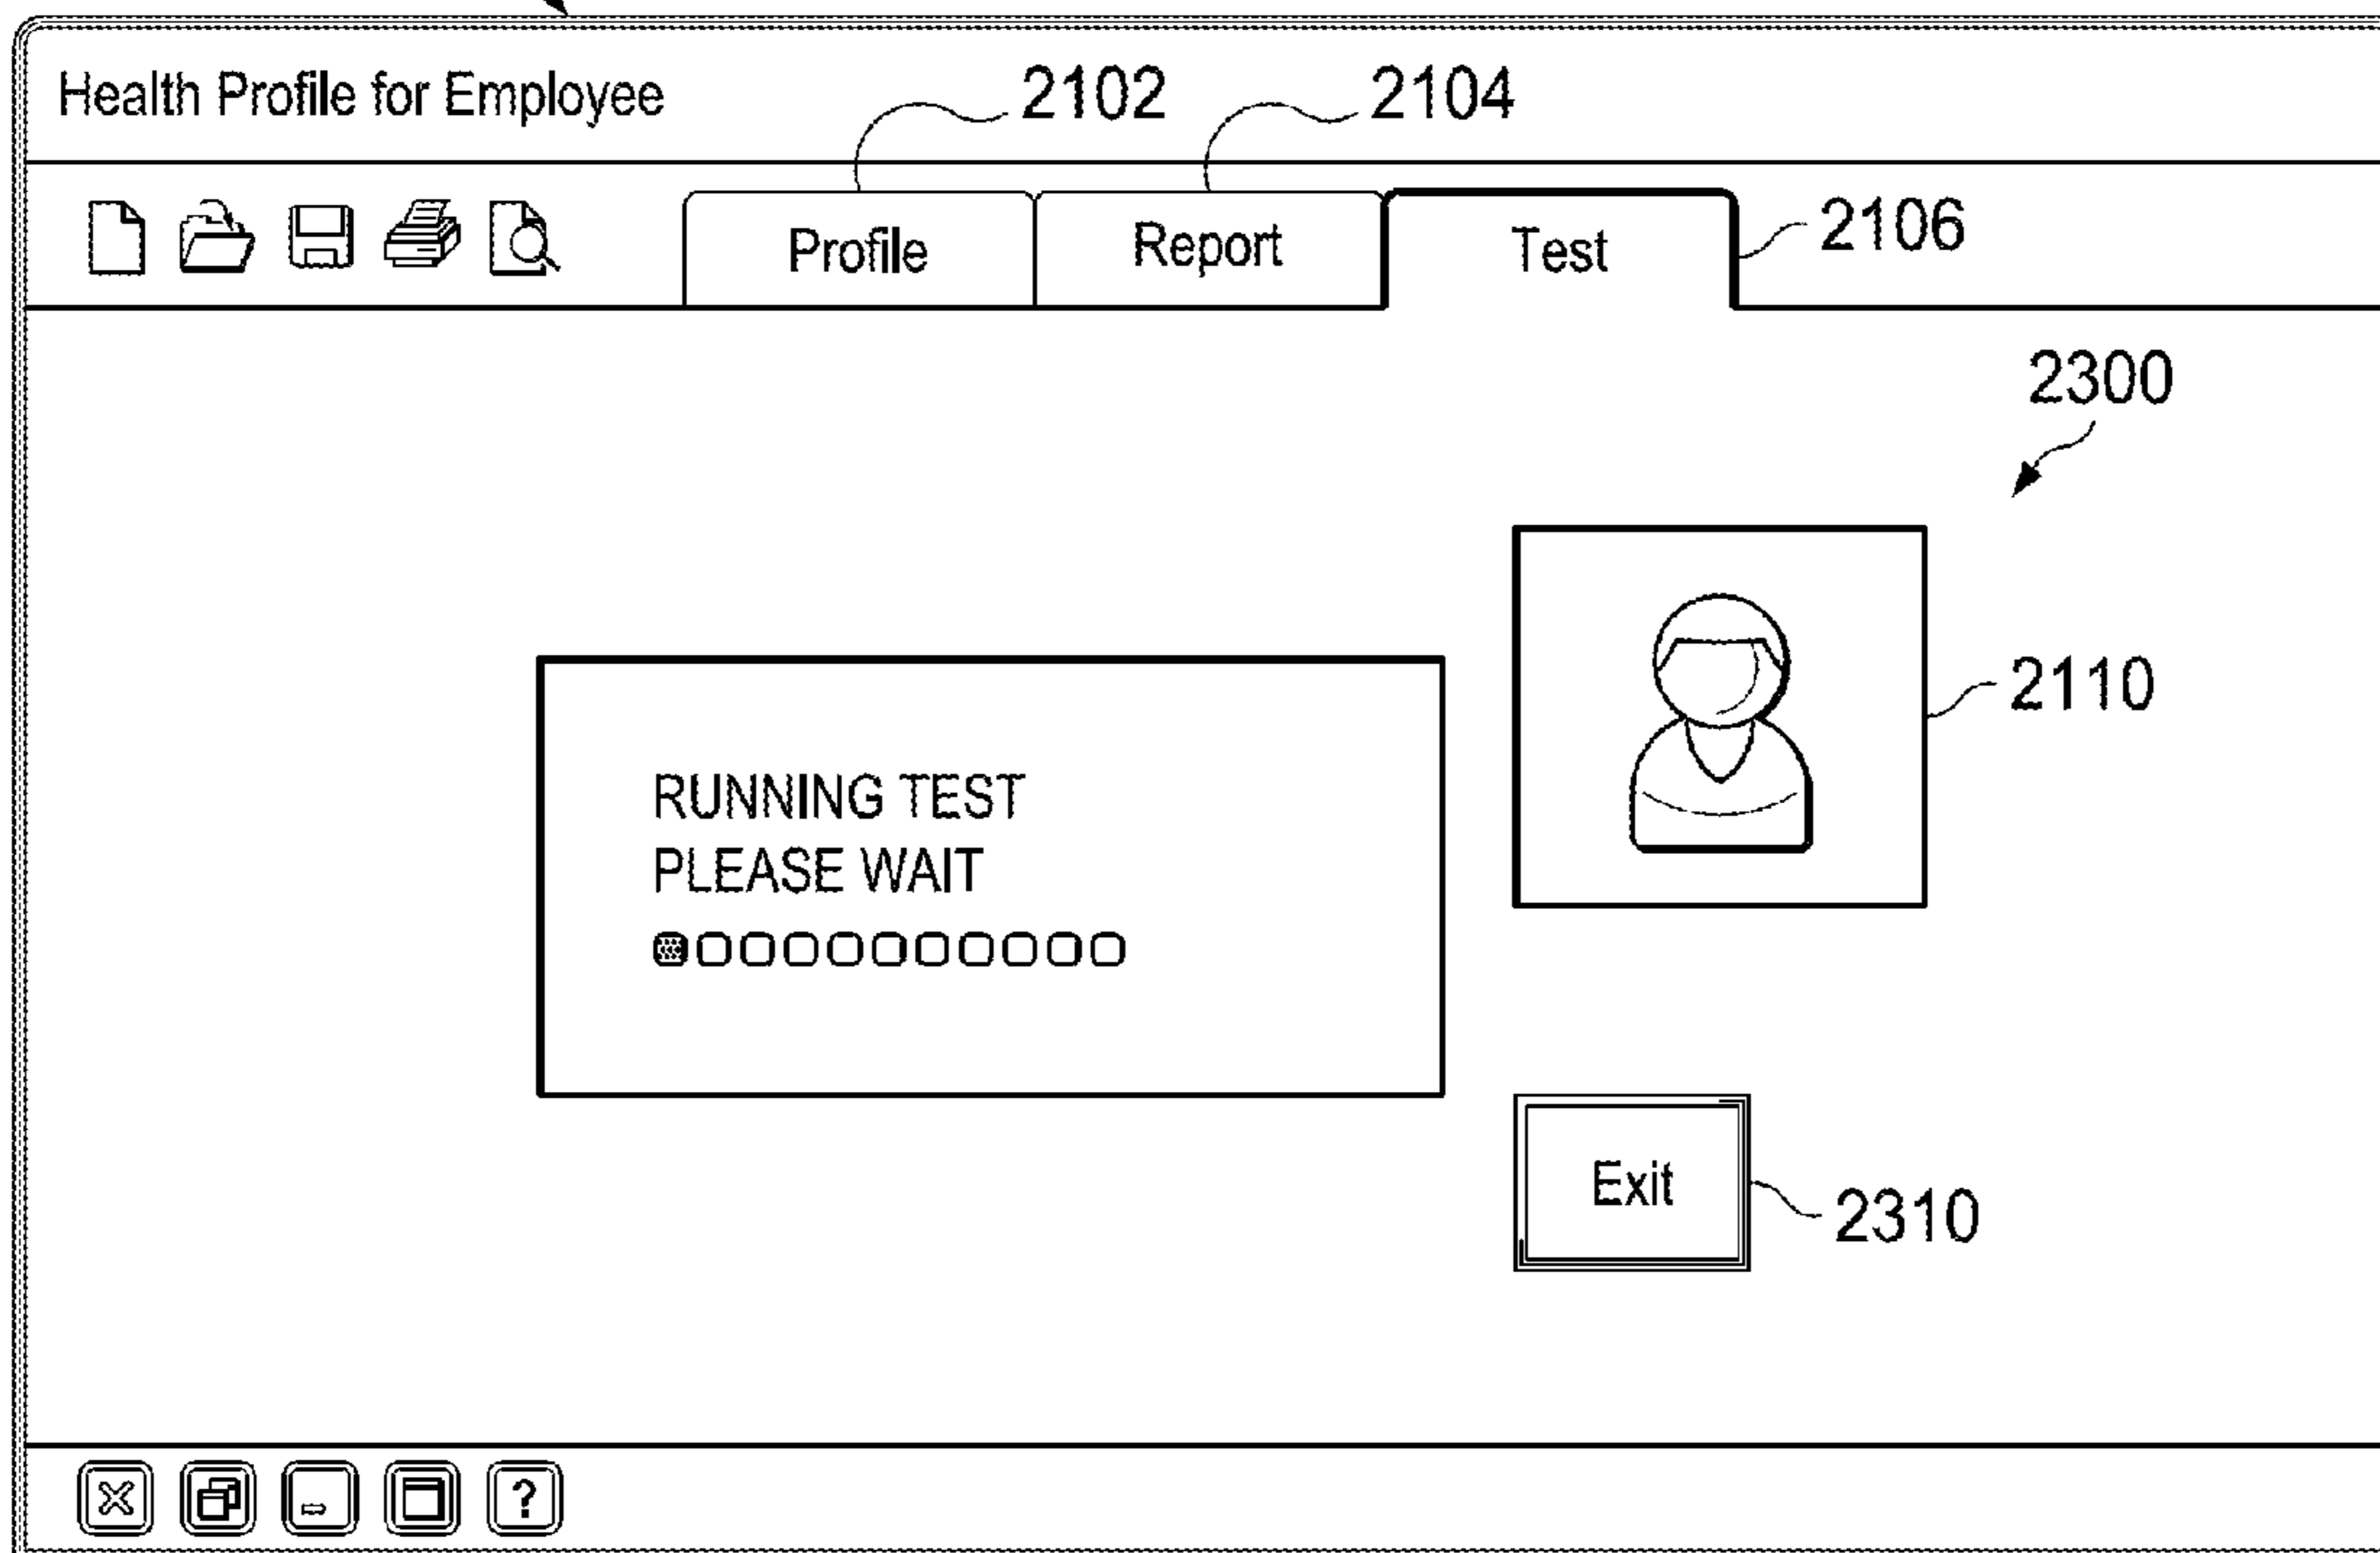 Health Profile for Employee
2102
2104
Profile
Report
Test
2106
2300
2110
RUNNING TEST
PLEASE WAIT
Exit
2310
?